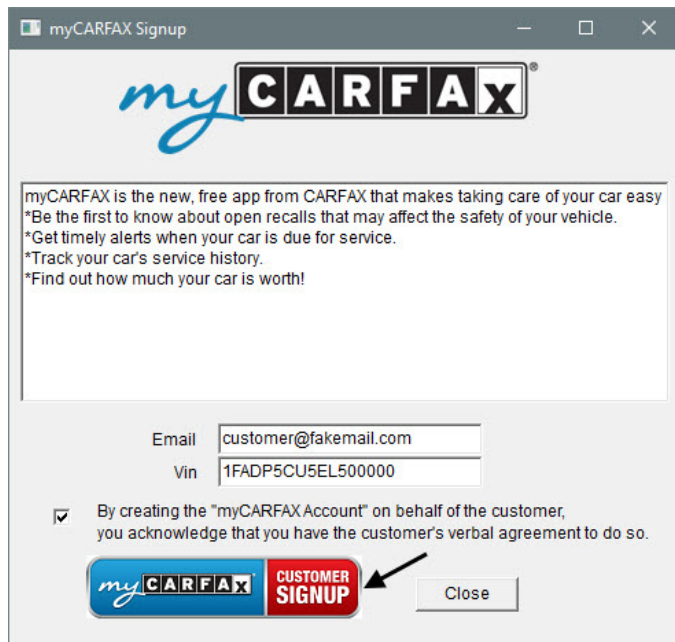 myCARFAX Signup
my CARFAX®
myCARFAX is the new, free app from CARFAX that makes taking care of your car easy
*Be the first to know about open recalls that may affect the safety of your vehicle.
*Get timely alerts when your car is due for service.
*Track your car's service history.
*Find out how much your car is worth!
Email customer@fakemail.com
Vin 1FADP5CU5EL500000
By creating the "myCARFAX Account" on behalf of the customer,
you acknowledge that you have the customer's verbal agreement to do so.
my CARFAX CUSTOMER
SIGNUP
Close